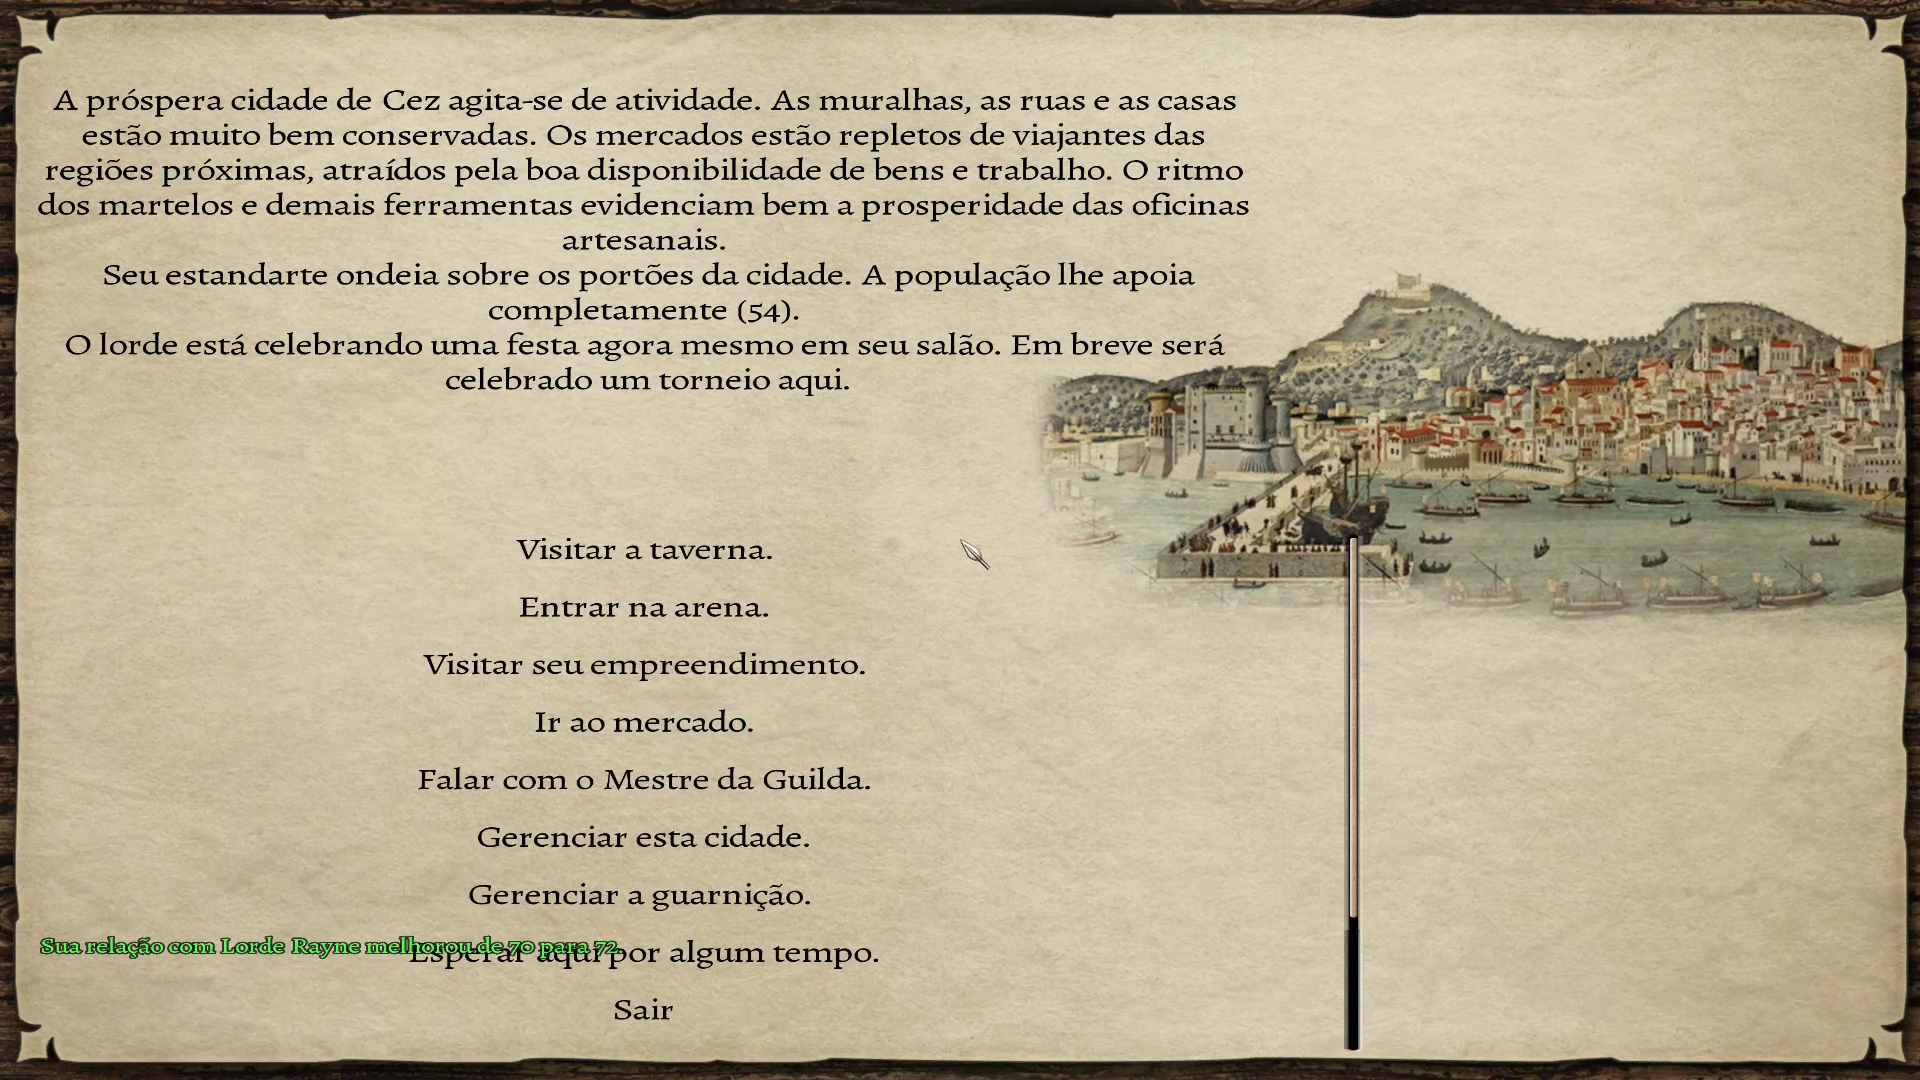 A próspera cidade de Cez agita-se de atividade. As muralhas, as ruas e as casas
estão muito bem conservadas. Os mercados estão repletos de viajantes das
regiões próximas, atraídos pela boa disponibilidade de bens e trabalho. O ritmo
dos martelos e demais ferramentas evidenciam bem a prosperidade das oficinas
artesanais.
Seu estandarte ondeia sobre os portões da cidade. A população lhe apoia
completamente (54).
O lorde está celebrando uma festa agora mesmo em seu salão. Em breve será
celebrado um torneio aqui.
Visitar a taverna.
Entrar na arena.
Visitar seu empreendimento.
Ir ao mercado.
Falar com o Mestre da Guilda.
Gerenciar esta cidade.
Gerenciar a guarnição.
Sua relação com Lorde Rayne melhorou de 70 para 72.
Esperar aqui por algum tempo.
Sair